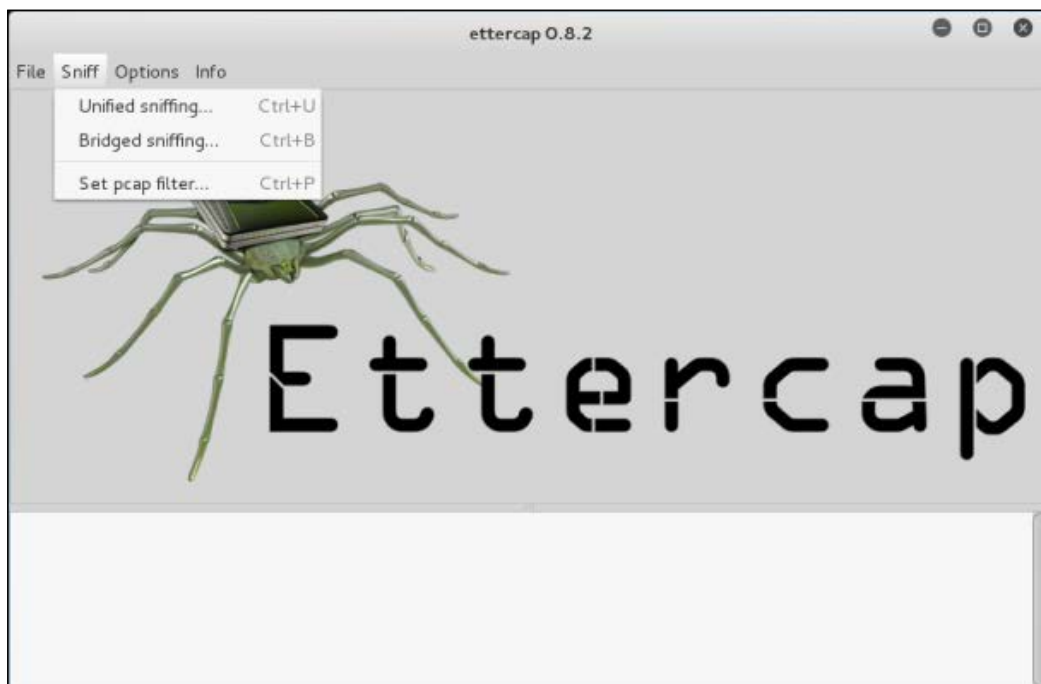 ettercap 0.8.2
File Sniff Options Info
Unified sniffing... Ctrl+U
Bridged sniffing... Ctrl+B
Set pcap filter... Ctrl+P
Ettercap